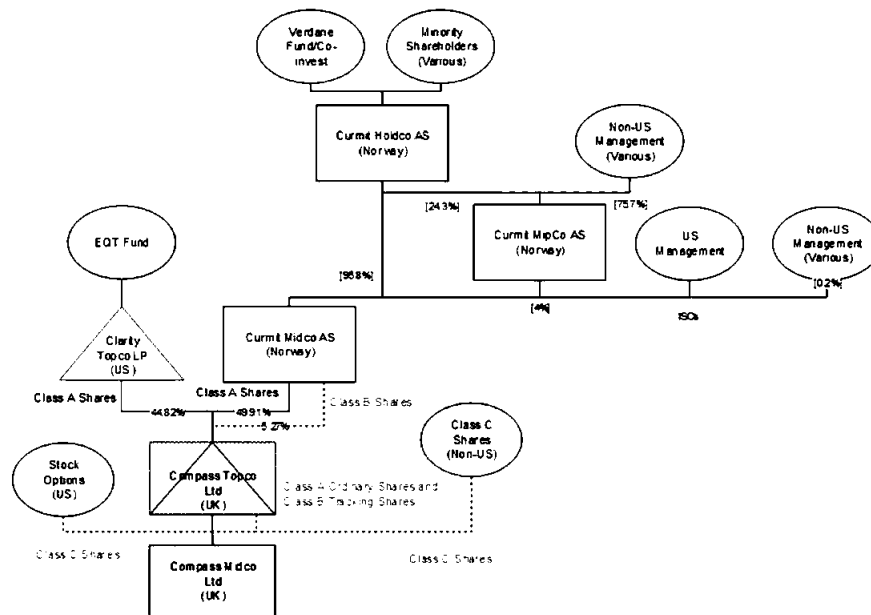 Verdane
Fund/Co-
invest
Minority
Shareholders
(Various)
Curmit Holdco AS
(Norway)
Non-US
Management
(Various)
[24.3%]
[75.7%]
EQT Fund
Curmit MipCo AS
(Norway)
US
Management
Non-US
Management
(Various)
[95.8%]
[0.2%]
[4%]
ISOs
Clarity
Topco LP
(US)
Curmit Midco AS
(Norway)
Class A Shares
Class A Shares
Class B Shares
44.82%
49.91%
5.27%
Class C
Shares
(Non-US)
Stock
Options
(US)
Compass Topco
Ltd
(UK)
Class A Ordinary Shares and
Class B Tracking Shares
Class C Shares
Class C Shares
Compass Midco
Ltd
(UK)